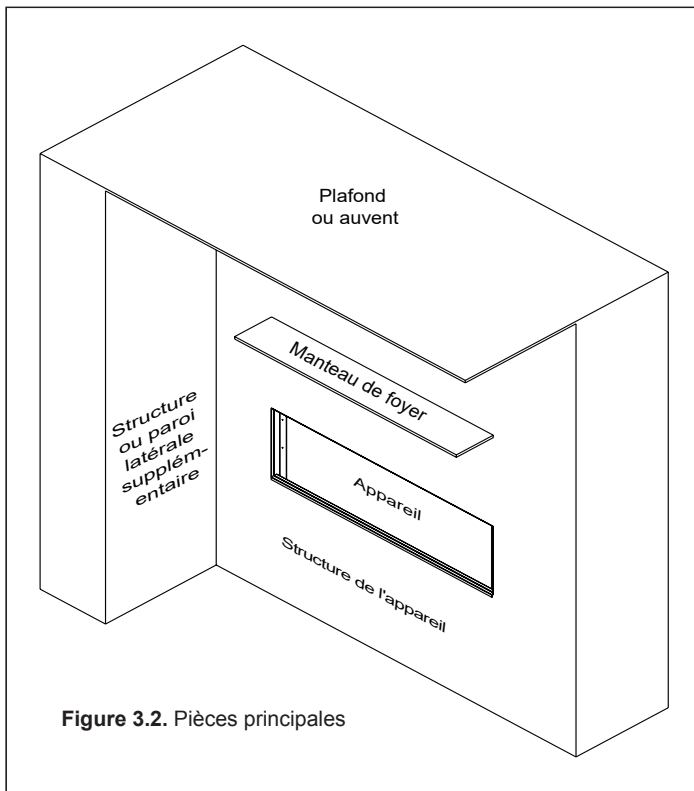 Plafond
ou auvent
Manteau de foyer
Structure
ou paroi
latérale
supplém-
entaire
Appareil
Structure de l'appareil
Figure 3.2. Pièces principales